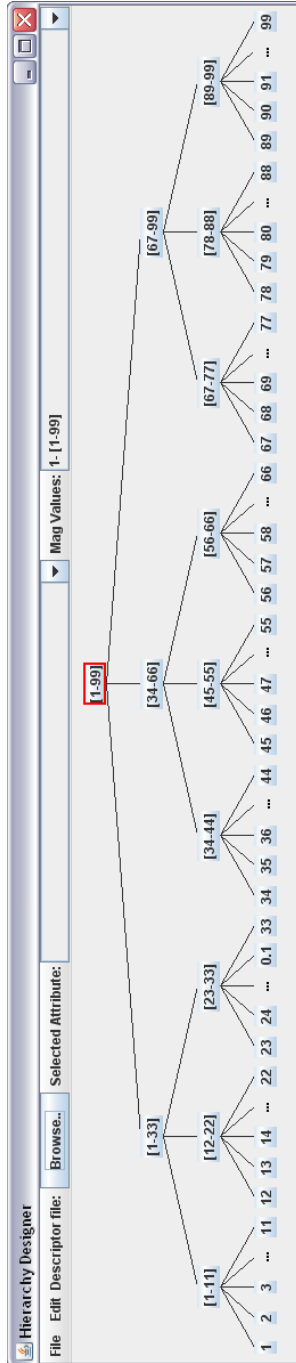 Hierarchy Designer
File Edit Descriptor file: Browse.. Selected Attribute: Mag Values: 1- [1-99]
[1-99]
[1-33] [34-66] [67-99]
[1-11] [12-22] [23-33] [34-44] [45-55] [56-66] [67-77] [78-88] [89-99]
1 2 3 ... 11 12 13 14 ... 22 23 24 ... 0.1 33 34 35 36 ... 44 45 46 47 ... 55 56 57 58 ... 66 67 68 69 ... 77 78 79 80 ... 88 89 90 91 ... 99